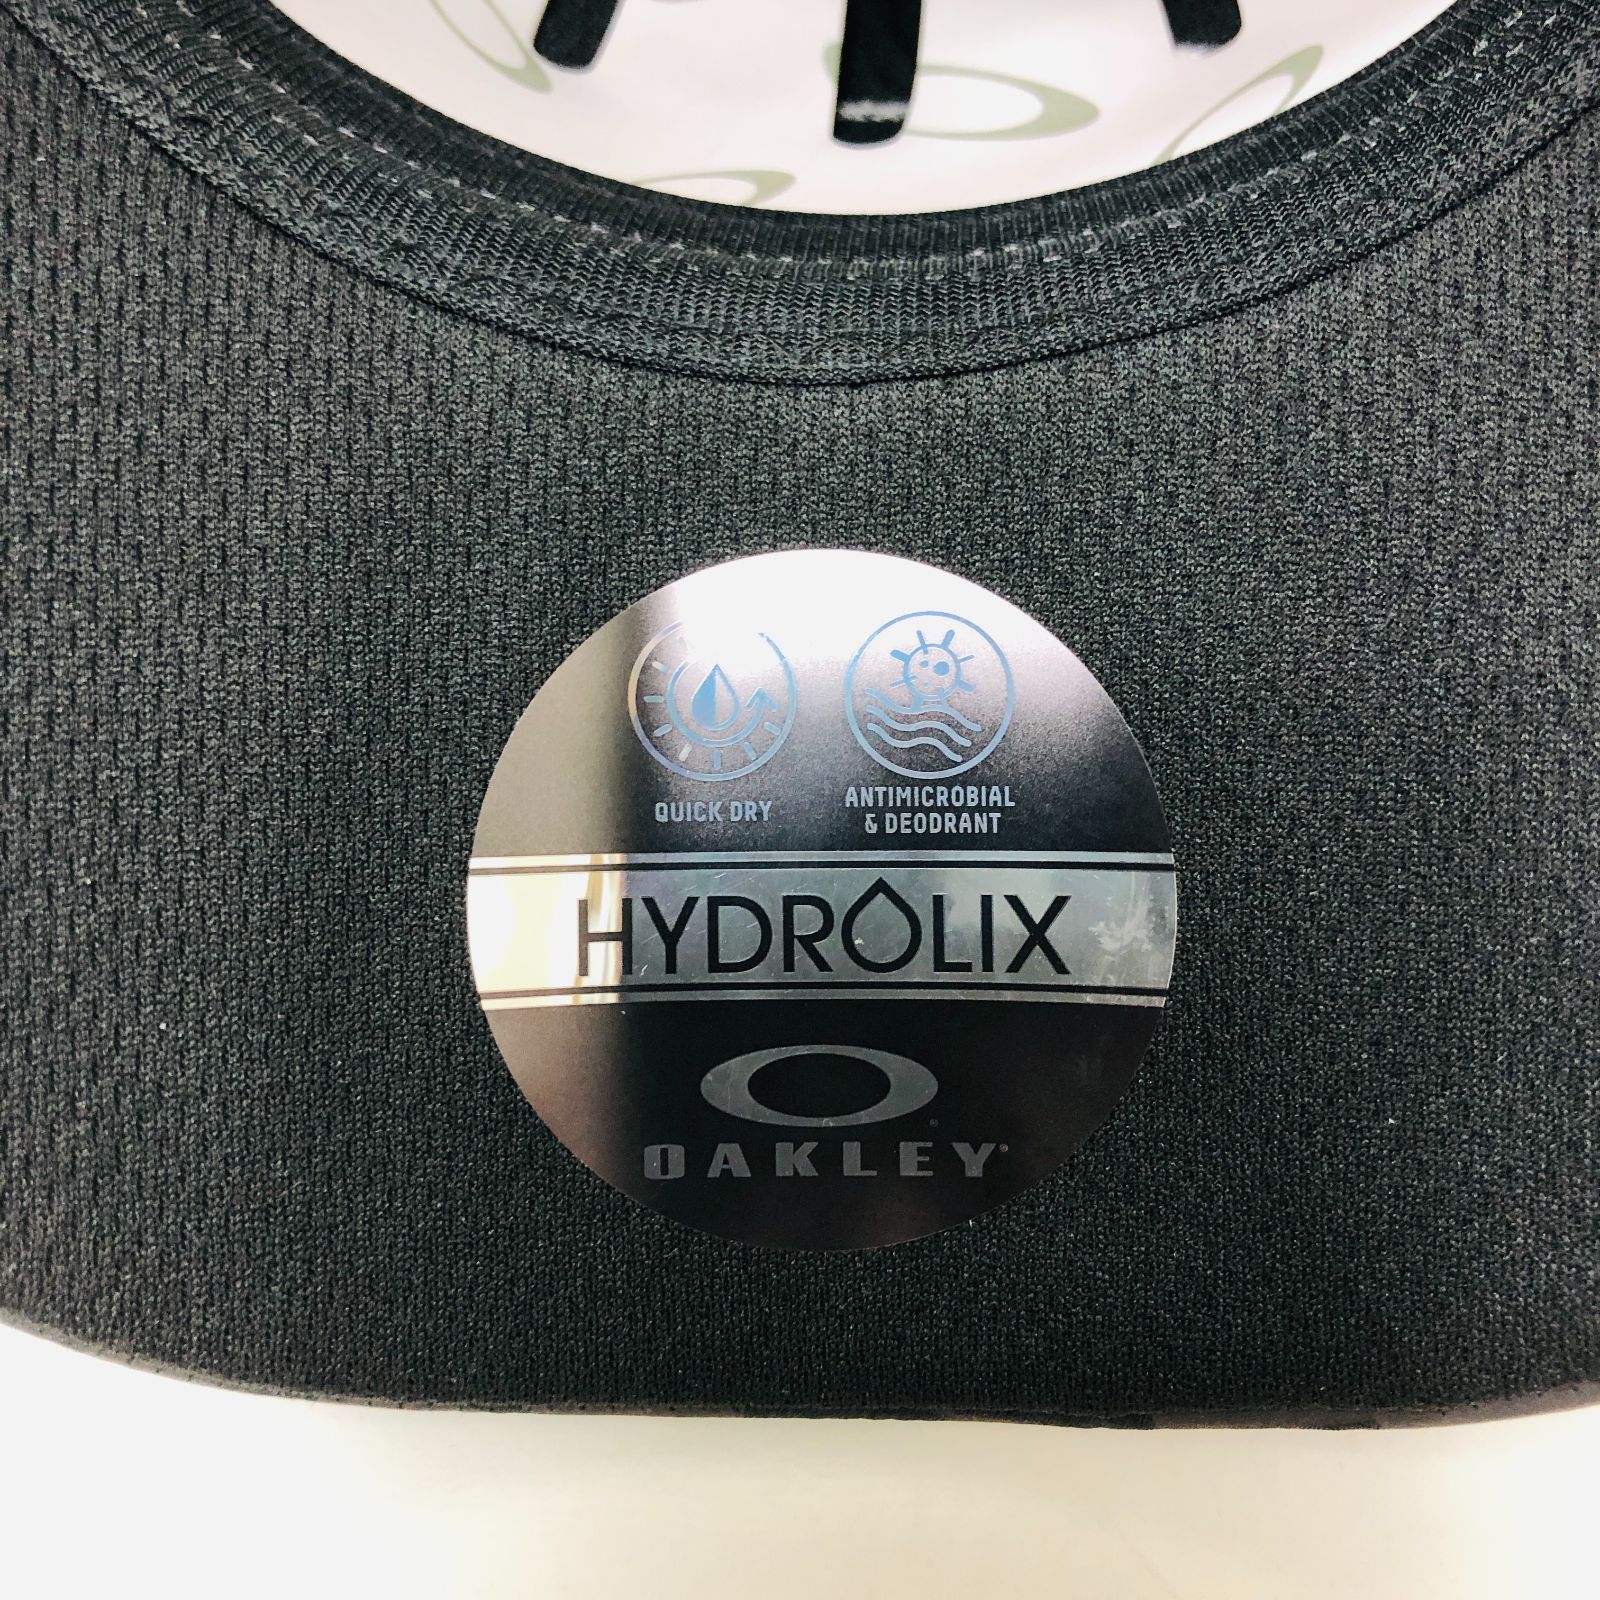 QUICK DRY
ANTIMICROBIAL
& DEODRANT
HYDROLIX
OAKLEY®